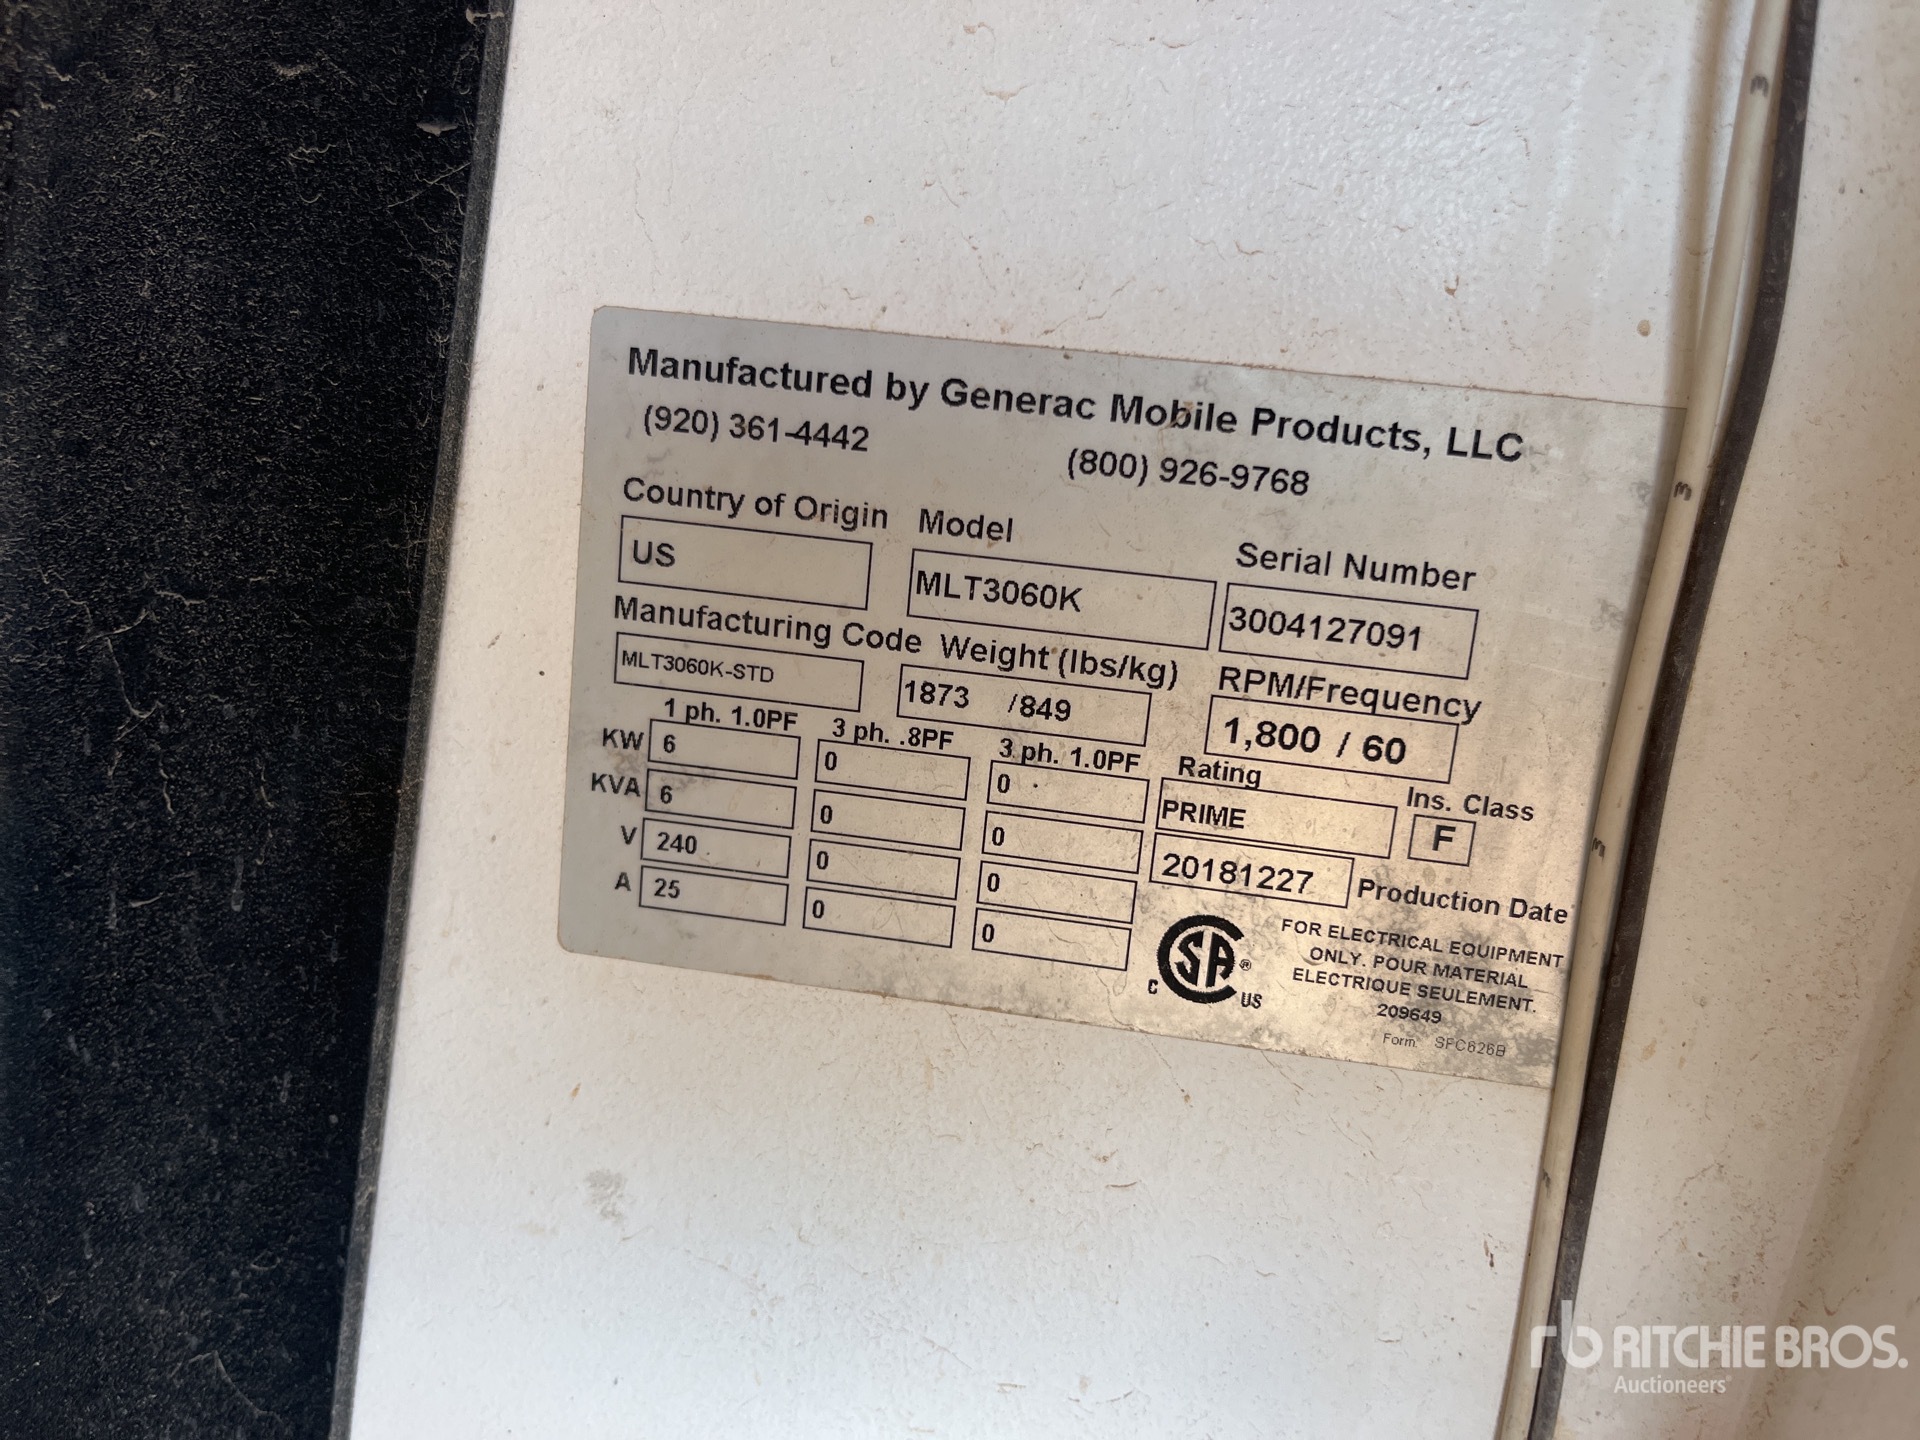 Manufactured by Generac Mobile Products, LLC
(920) 361-4442 (800) 926-9768
Country of Origin Model Serial Number
US MLT3060K 3004127091
Manufacturing Code Weight (lbs/kg) RPM/Frequency
MLT3060K-STD 1873 /849 1,800 / 60
1 ph. 1.0PF 3 ph. .8PF 3 ph. 1.0PF Rating Ins. Class
KW 6 0 0 PRIME F
KVA 6 0 0
V 240 0 0 20181227 Production Date
A 25 0 0
CSA ® C US
FOR ELECTRICAL EQUIPMENT
ONLY. POUR MATERIAL
ELECTRIQUE SEULEMENT.
209649
Form. SFC626B
rb RITCHIE BROS.
Auctioneers